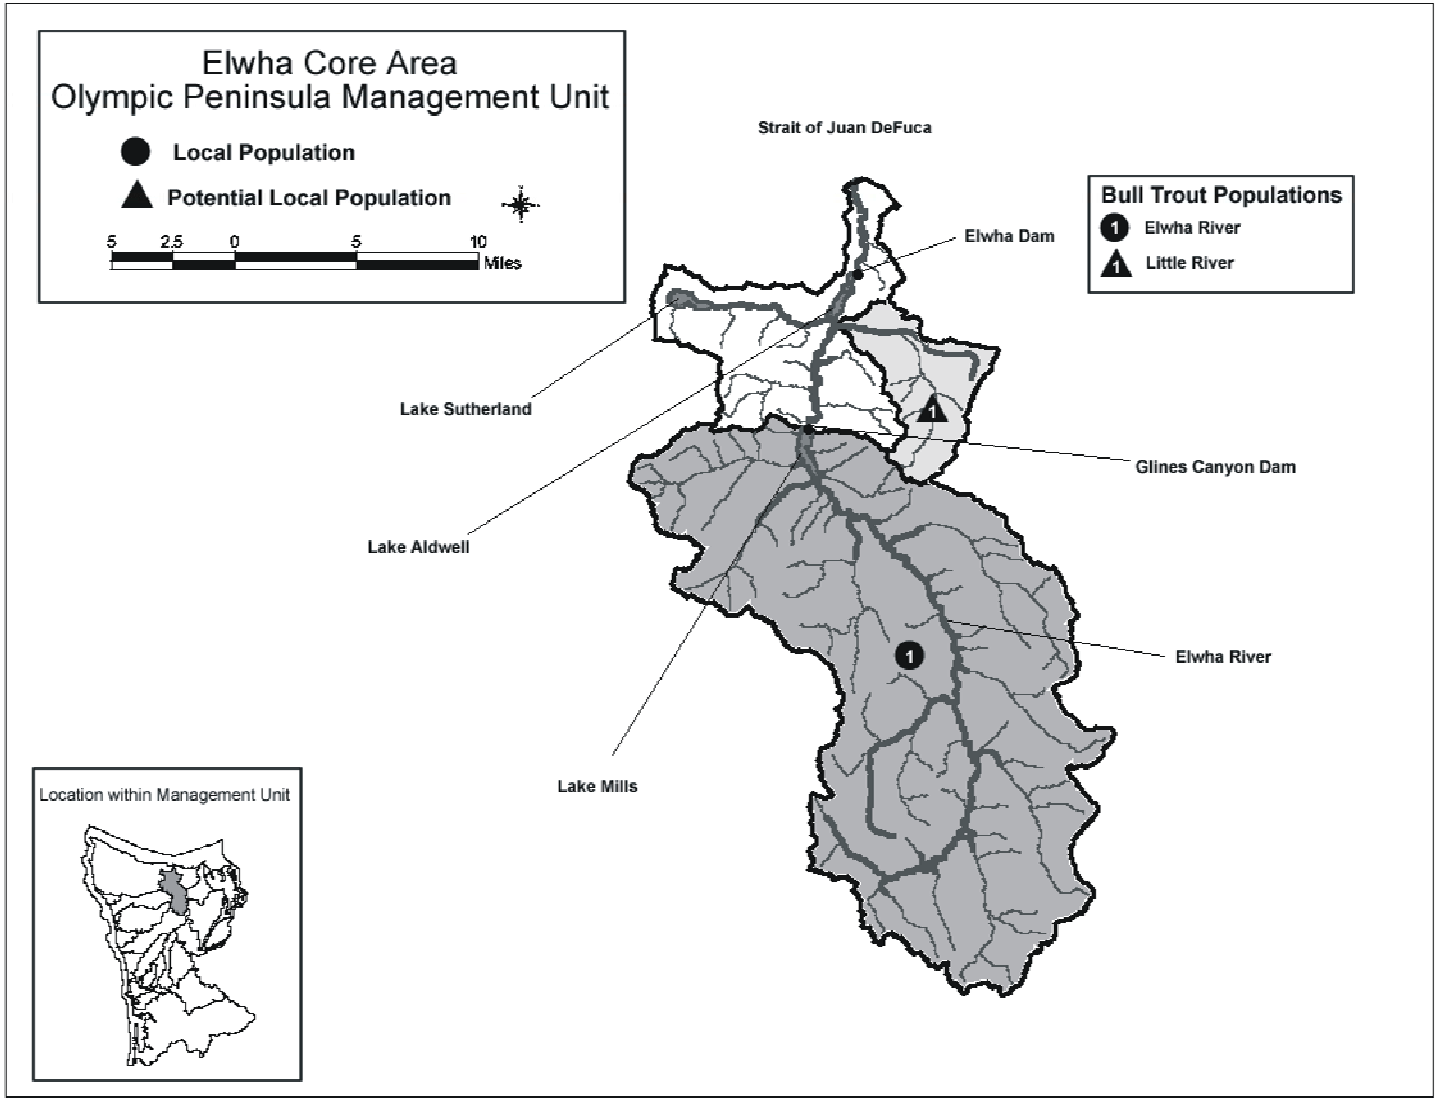 Elwha Core Area
Olympic Peninsula Management Unit
Local Population
Potential Local Population
5 2.5 0 5 10
Miles
Strait of Juan DeFuca
Bull Trout Populations
1 Elwha River
1 Little River
Elwha Dam
Lake Sutherland
1
Glines Canyon Dam
Lake Aldwell
1
Elwha River
Lake Mills
Location within Management Unit